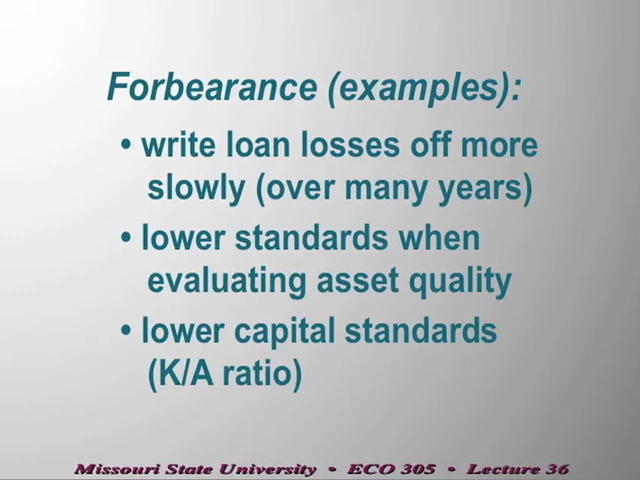 Forbearance (examples):
• write loan losses off more
slowly (over many years)
• lower standards when
evaluating asset quality
• lower capital standards
(K/A ratio)
Missouri State University • ECO 305 • Lecture 36